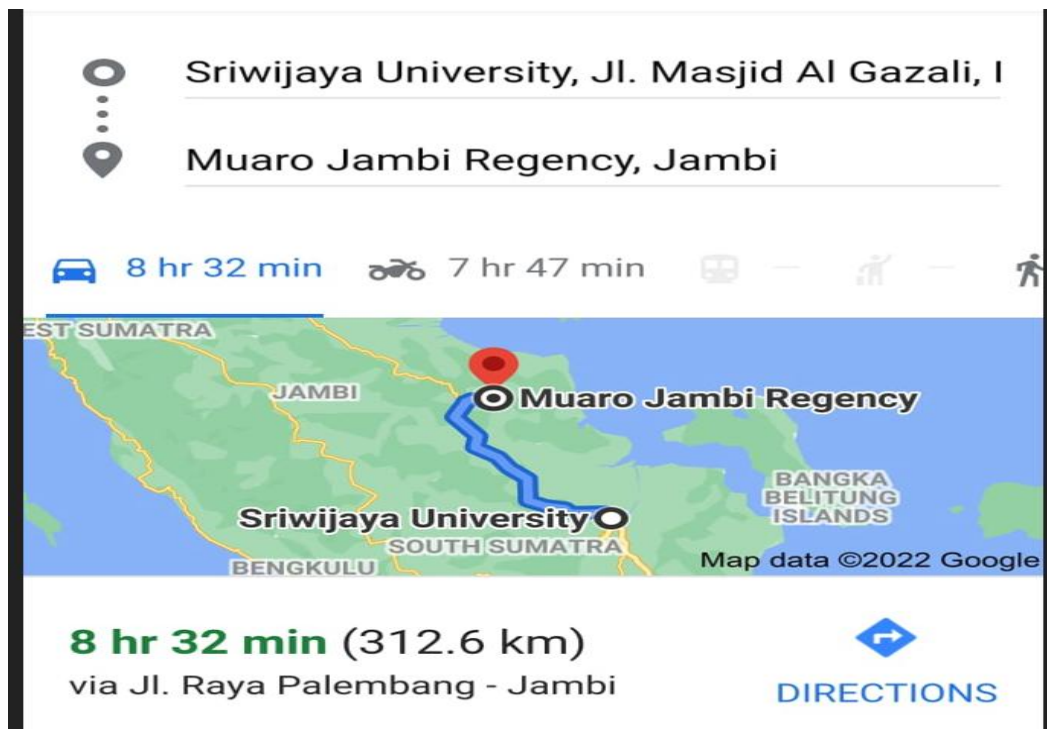 Sriwijaya University, Jl. Masjid Al Gazali, I
Muaro Jambi Regency, Jambi
8 hr 32 min 7 hr 47 min
EST SUMATRA
JAMBI
Muaro Jambi Regency
BANGKA
BELITUNG
ISLANDS
Sriwijaya University
SOUTH SUMATRA
BENGKULU
Map data ©2022 Google
8 hr 32 min (312.6 km)
via Jl. Raya Palembang - Jambi
DIRECTIONS